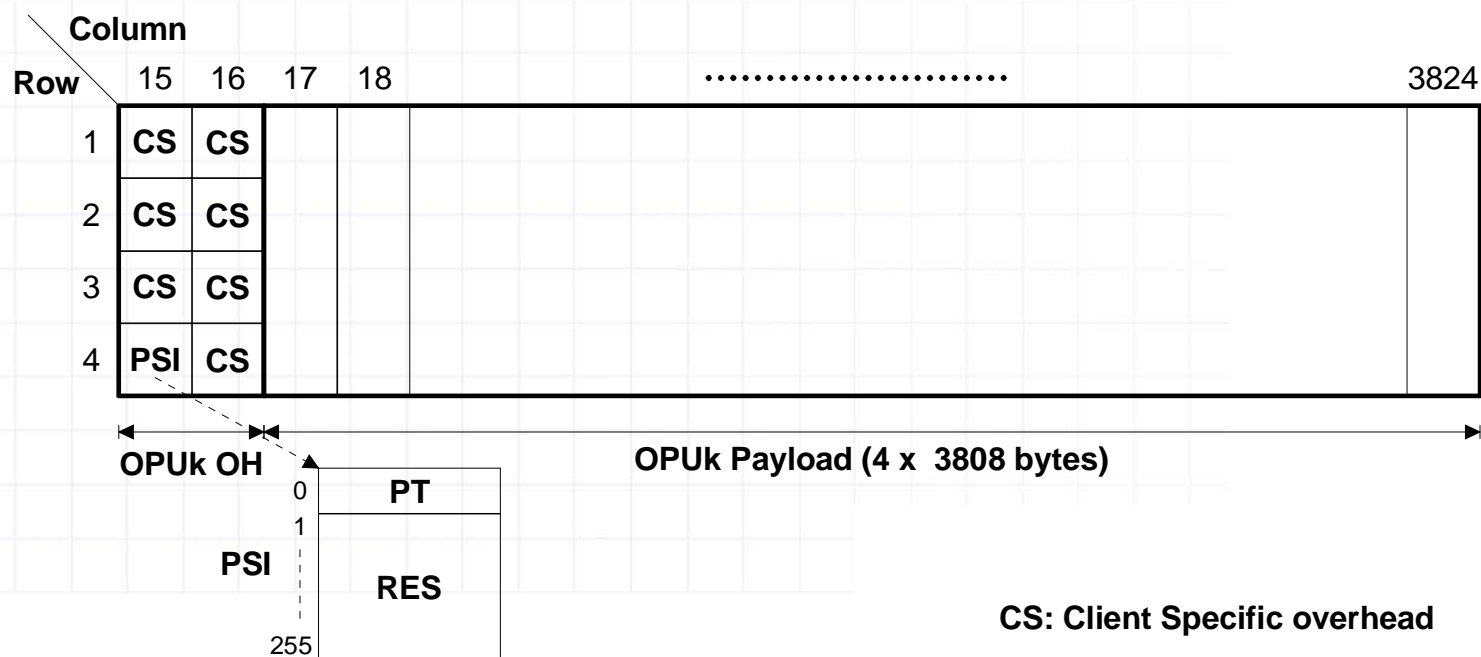 Column
Row 15 16 17 18 ........................ 3824
1 CS CS
2 CS CS
3 CS CS
4 PSI CS
OPUk OH OPUk Payload (4 x 3808 bytes)
0 PT
1
PSI RES
255
CS: Client Specific overhead